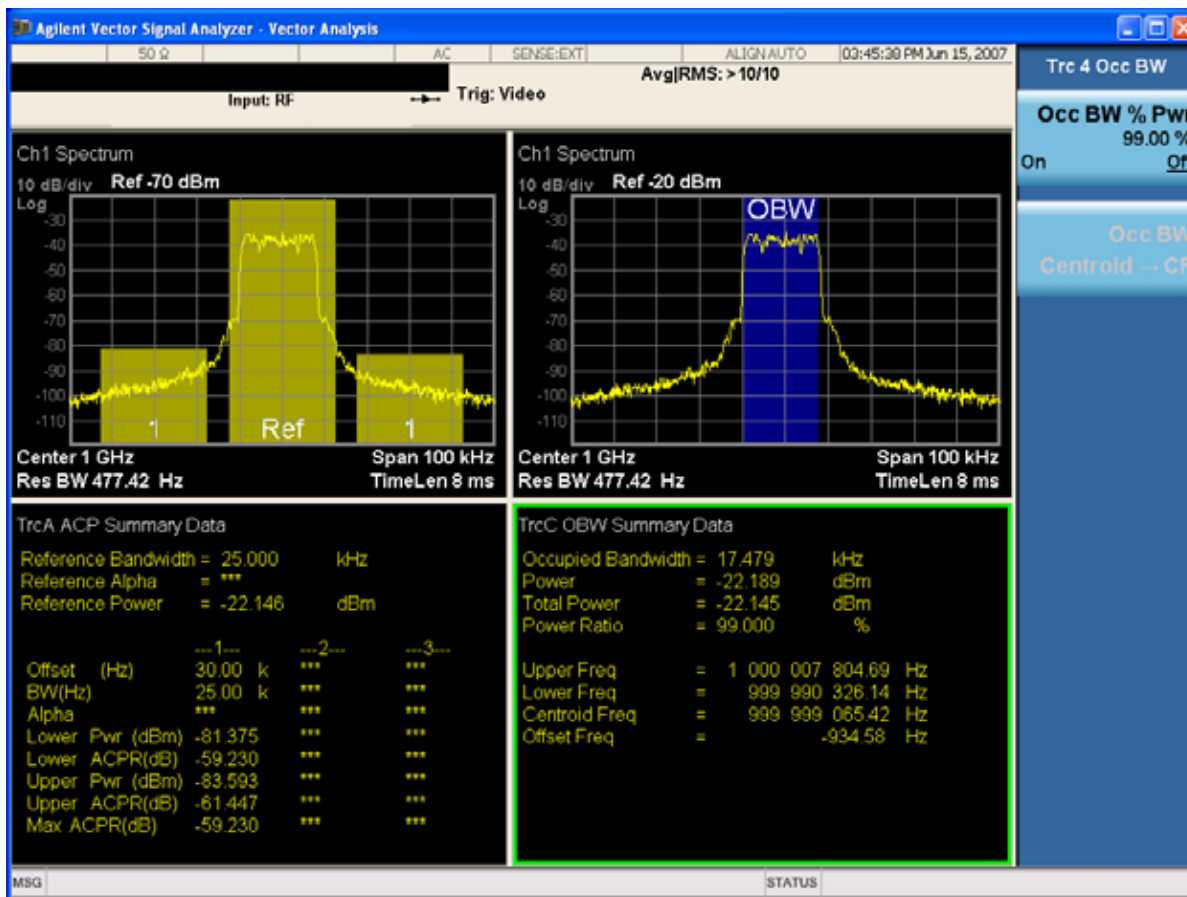 Agilent Vector Signal Analyzer - Vector Analysis
50 Ω AC SENSE:EXT ALIGN AUTO 03:45:38 PM Jun 15, 2007
Avg|RMS: >10/10
Input: RF Trig: Video
Trc 4 Occ BW
Occ BW % Pwr
99.00 %
On Of
Occ BW
Centroid → CF
Ch1 Spectrum
10 dB/div Ref -70 dBm
Log
-30
-40
-50
-60
-70
-80
-90
-100
-110
1 Ref 1
Center 1 GHz Span 100 kHz
Res BW 477.42 Hz TimeLen 8 ms
Ch1 Spectrum
10 dB/div Ref -20 dBm
Log
OBW
-30
-40
-50
-60
-70
-80
-90
-100
-110
Center 1 GHz Span 100 kHz
Res BW 477.42 Hz TimeLen 8 ms
TrcA ACP Summary Data
Reference Bandwidth = 25.000 kHz
Reference Alpha = ***
Reference Power = -22.146 dBm
---1--- ---2--- ---3---
Offset (Hz) 30.00 k *** ***
BW(Hz) 25.00 k *** ***
Alpha *** *** ***
Lower Pwr (dBm) -81.375 *** ***
Lower ACPR(dB) -59.230 *** ***
Upper Pwr (dBm) -83.593 *** ***
Upper ACPR(dB) -61.447 *** ***
Max ACPR(dB) -59.230 *** ***
TrcC OBW Summary Data
Occupied Bandwidth = 17.479 kHz
Power = -22.189 dBm
Total Power = -22.145 dBm
Power Ratio = 99.000 %
Upper Freq = 1 000 007 804.69 Hz
Lower Freq = 999 990 326.14 Hz
Centroid Freq = 999 999 065.42 Hz
Offset Freq = -934.58 Hz
MSG STATUS